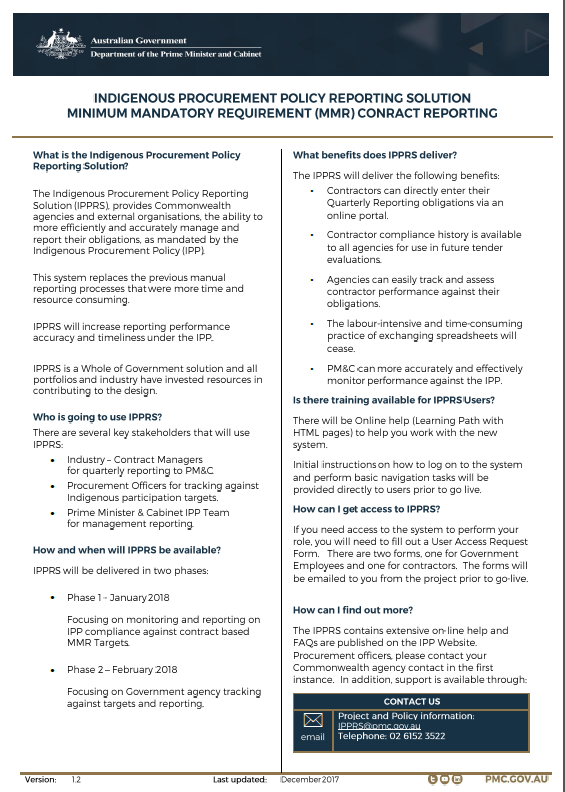 Australian Government
Department of the Prime Minister and Cabinet
INDIGENOUS PROCUREMENT POLICY REPORTING SOLUTION
MINIMUM MANDATORY REQUIREMENT (MMR) CONRACT REPORTING
What is the Indigenous Procurement Policy
Reporting Solution?
The Indigenous Procurement Policy Reporting
Solution (IPPRS), provides Commonwealth
agencies and external organisations, the ability to
more efficiently and accurately manage and
report their obligations, as mandated by the
Indigenous Procurement Policy (IPP).
This system replaces the previous manual
reporting processes that were more time and
resource consuming.
IPPRS will increase reporting performance
accuracy and timeliness under the IPP.
IPPRS is a Whole of Government solution and all
portfolios and industry have invested resources in
contributing to the design.
Who is going to use IPPRS?
There are several key stakeholders that will use
IPPRS:
• Industry – Contract Managers
for quarterly reporting to PM&C
• Procurement Officers for tracking against
Indigenous participation targets.
• Prime Minister & Cabinet IPP Team
for management reporting.
How and when will IPPRS be available?
IPPRS will be delivered in two phases:
• Phase 1 - January 2018
Focusing on monitoring and reporting on
IPP compliance against contract based
MMR Targets.
• Phase 2 – February 2018
Focusing on Government agency tracking
against targets and reporting.
What benefits does IPPRS deliver?
The IPPRS will deliver the following benefits:
• Contractors can directly enter their
Quarterly Reporting obligations via an
online portal.
• Contractor compliance history is available
to all agencies for use in future tender
evaluations.
• Agencies can easily track and assess
contractor performance against their
obligations.
• The labour-intensive and time-consuming
practice of exchanging spreadsheets will
cease.
• PM&C can more accurately and effectively
monitor performance against the IPP.
Is there training available for IPPRS Users?
There will be Online help (Learning Path with
HTML pages) to help you work with the new
system.
Initial instructions on how to log on to the system
and perform basic navigation tasks will be
provided directly to users prior to go live.
How can I get access to IPPRS?
If you need access to the system to perform your
role, you will need to fill out a User Access Request
Form. There are two forms, one for Government
Employees and one for contractors. The forms will
be emailed to you from the project prior to go-live.
How can I find out more?
The IPPRS contains extensive on-line help and
FAQs are published on the IPP Website.
Procurement officers, please contact your
Commonwealth agency contact in the first
instance. In addition, support is available through:
CONTACT US
email
Project and Policy information:
IPPRS@pmc.gov.au
Telephone: 02 6152 3522
Version: 1.2
Last updated: December 2017
PMC.GOV.AU